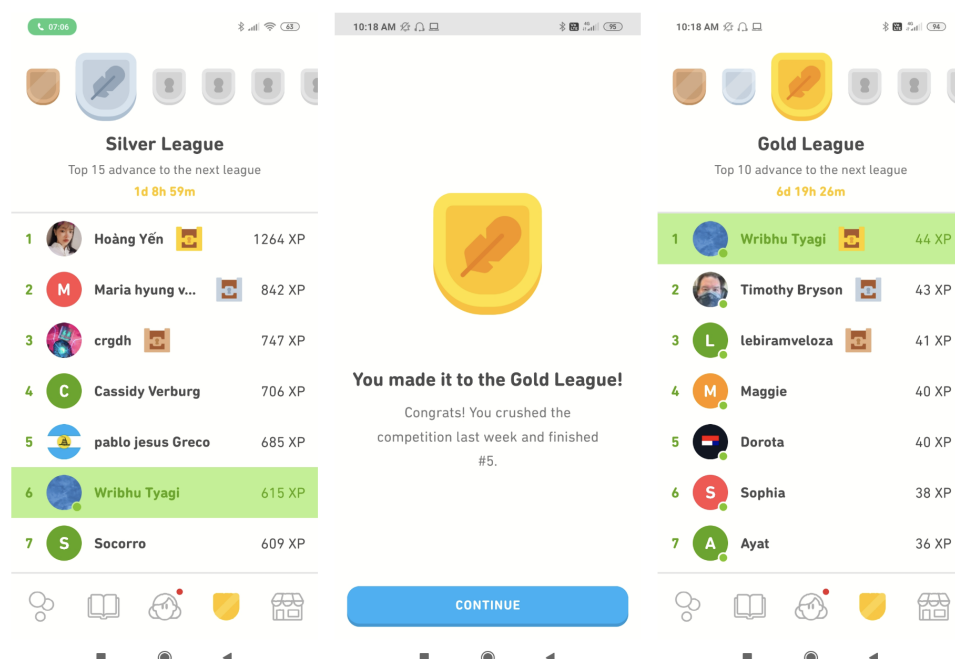 07:06
63
Silver League
Top 15 advance to the next league
1d 8h 59m
1 Hoàng Yến 1264 XP
2 M Maria hyung v... 842 XP
3 crgdh 747 XP
4 C Cassidy Verburg 706 XP
5 pablo jesus Greco 685 XP
6 Wribhu Tyagi 615 XP
7 S Socorro 609 XP
10:18 AM
95
You made it to the Gold League!
Congrats! You crushed the
competition last week and finished
#5.
CONTINUE
10:18 AM
94
Gold League
Top 10 advance to the next league
6d 19h 26m
1 Wribhu Tyagi 44 XP
2 Timothy Bryson 43 XP
3 L lebiramveloza 41 XP
4 M Maggie 40 XP
5 Dorota 40 XP
6 S Sophia 38 XP
7 A Ayat 36 XP